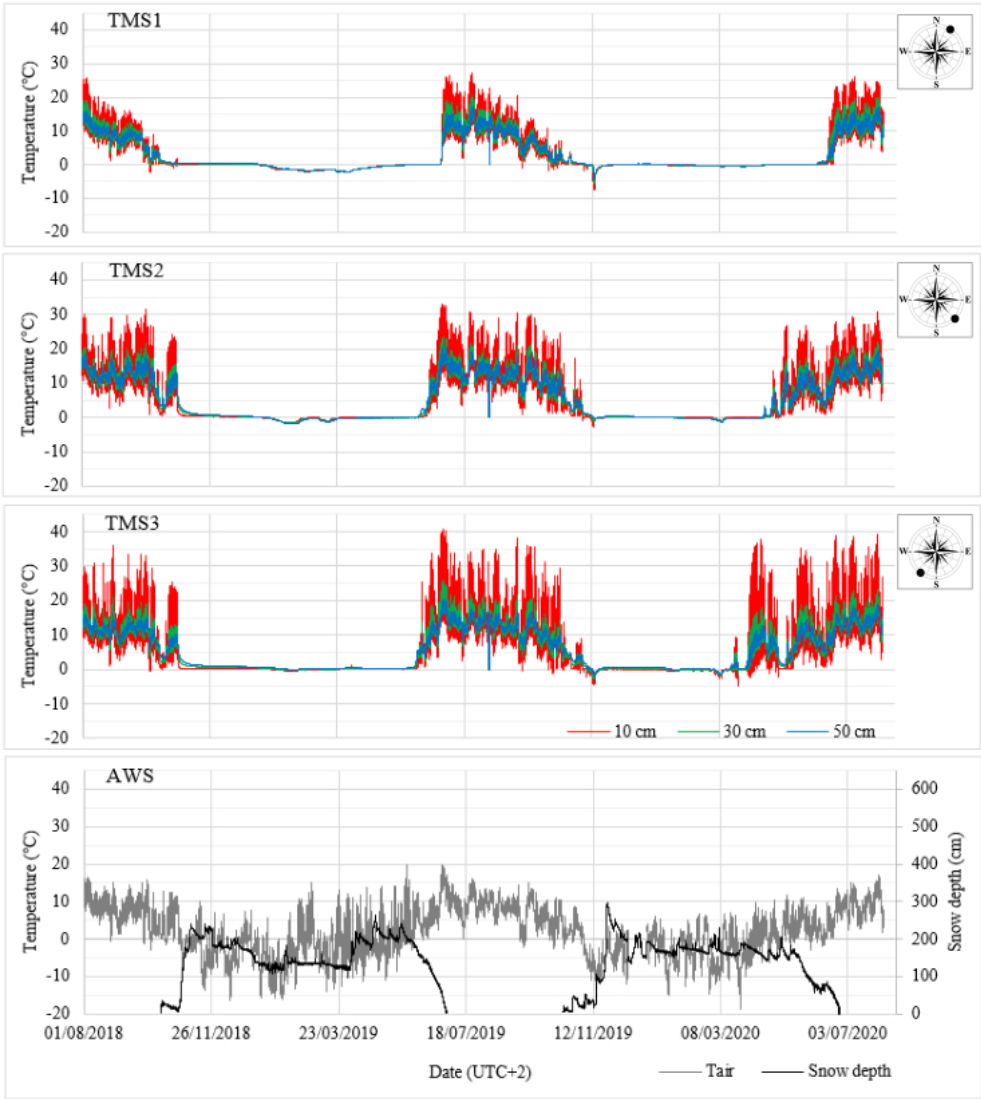 TMS1
40
30
20
10
0
-10
-20
Temperature (°C)
N
W E
S
TMS2
40
30
20
10
0
-10
-20
Temperature (°C)
N
W E
S
TMS3
40
30
20
10
0
-10
-20
Temperature (°C)
N
W E
S
10 cm 30 cm 50 cm
AWS
40 600
30 500
20 400
10 300
0 200
-10 100
-20 0
Temperature (°C)
Snow depth (cm)
01/08/2018 26/11/2018 23/03/2019 18/07/2019 12/11/2019 08/03/2020 03/07/2020
Date (UTC+2) Tair Snow depth